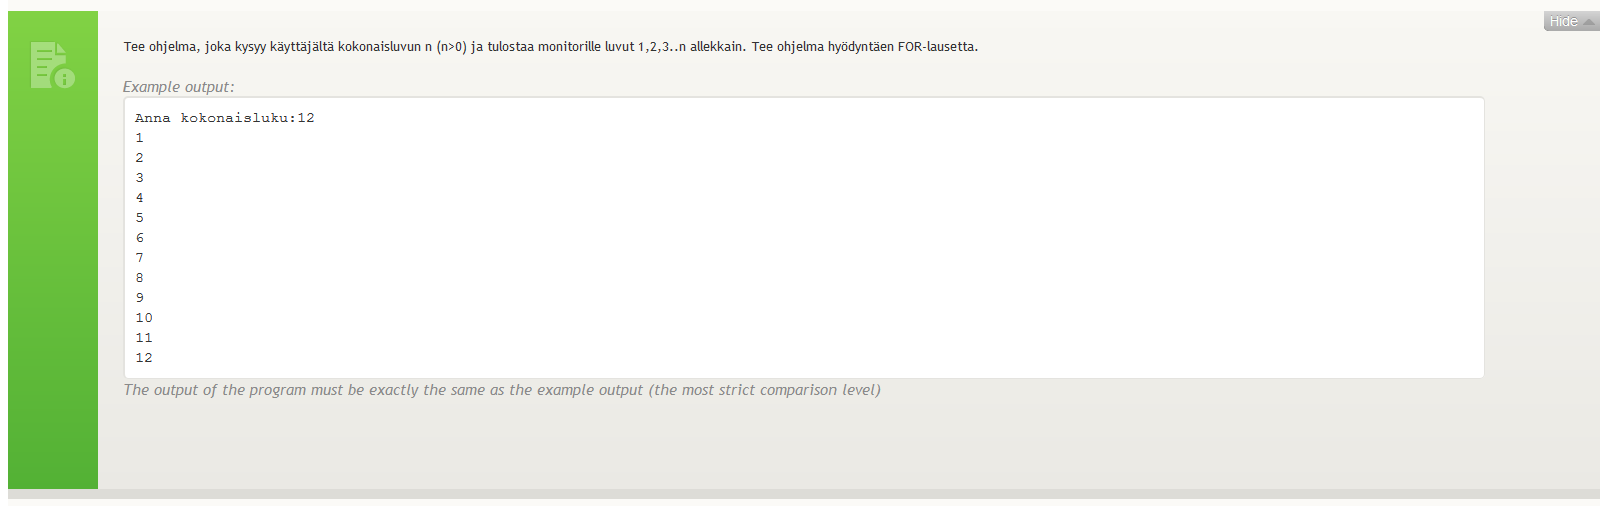 Hide
Tee ohjelma, joka kysyy käyttäjältä kokonaisluvun n (n>0) ja tulostaa monitorille luvut 1,2,3..n allekkain. Tee ohjelma hyödyntäen FOR-lausetta.
Example output:
Anna kokonaisluku:12
1
2
3
4
5
6
7
8
9
10
11
12
The output of the program must be exactly the same as the example output (the most strict comparison level)